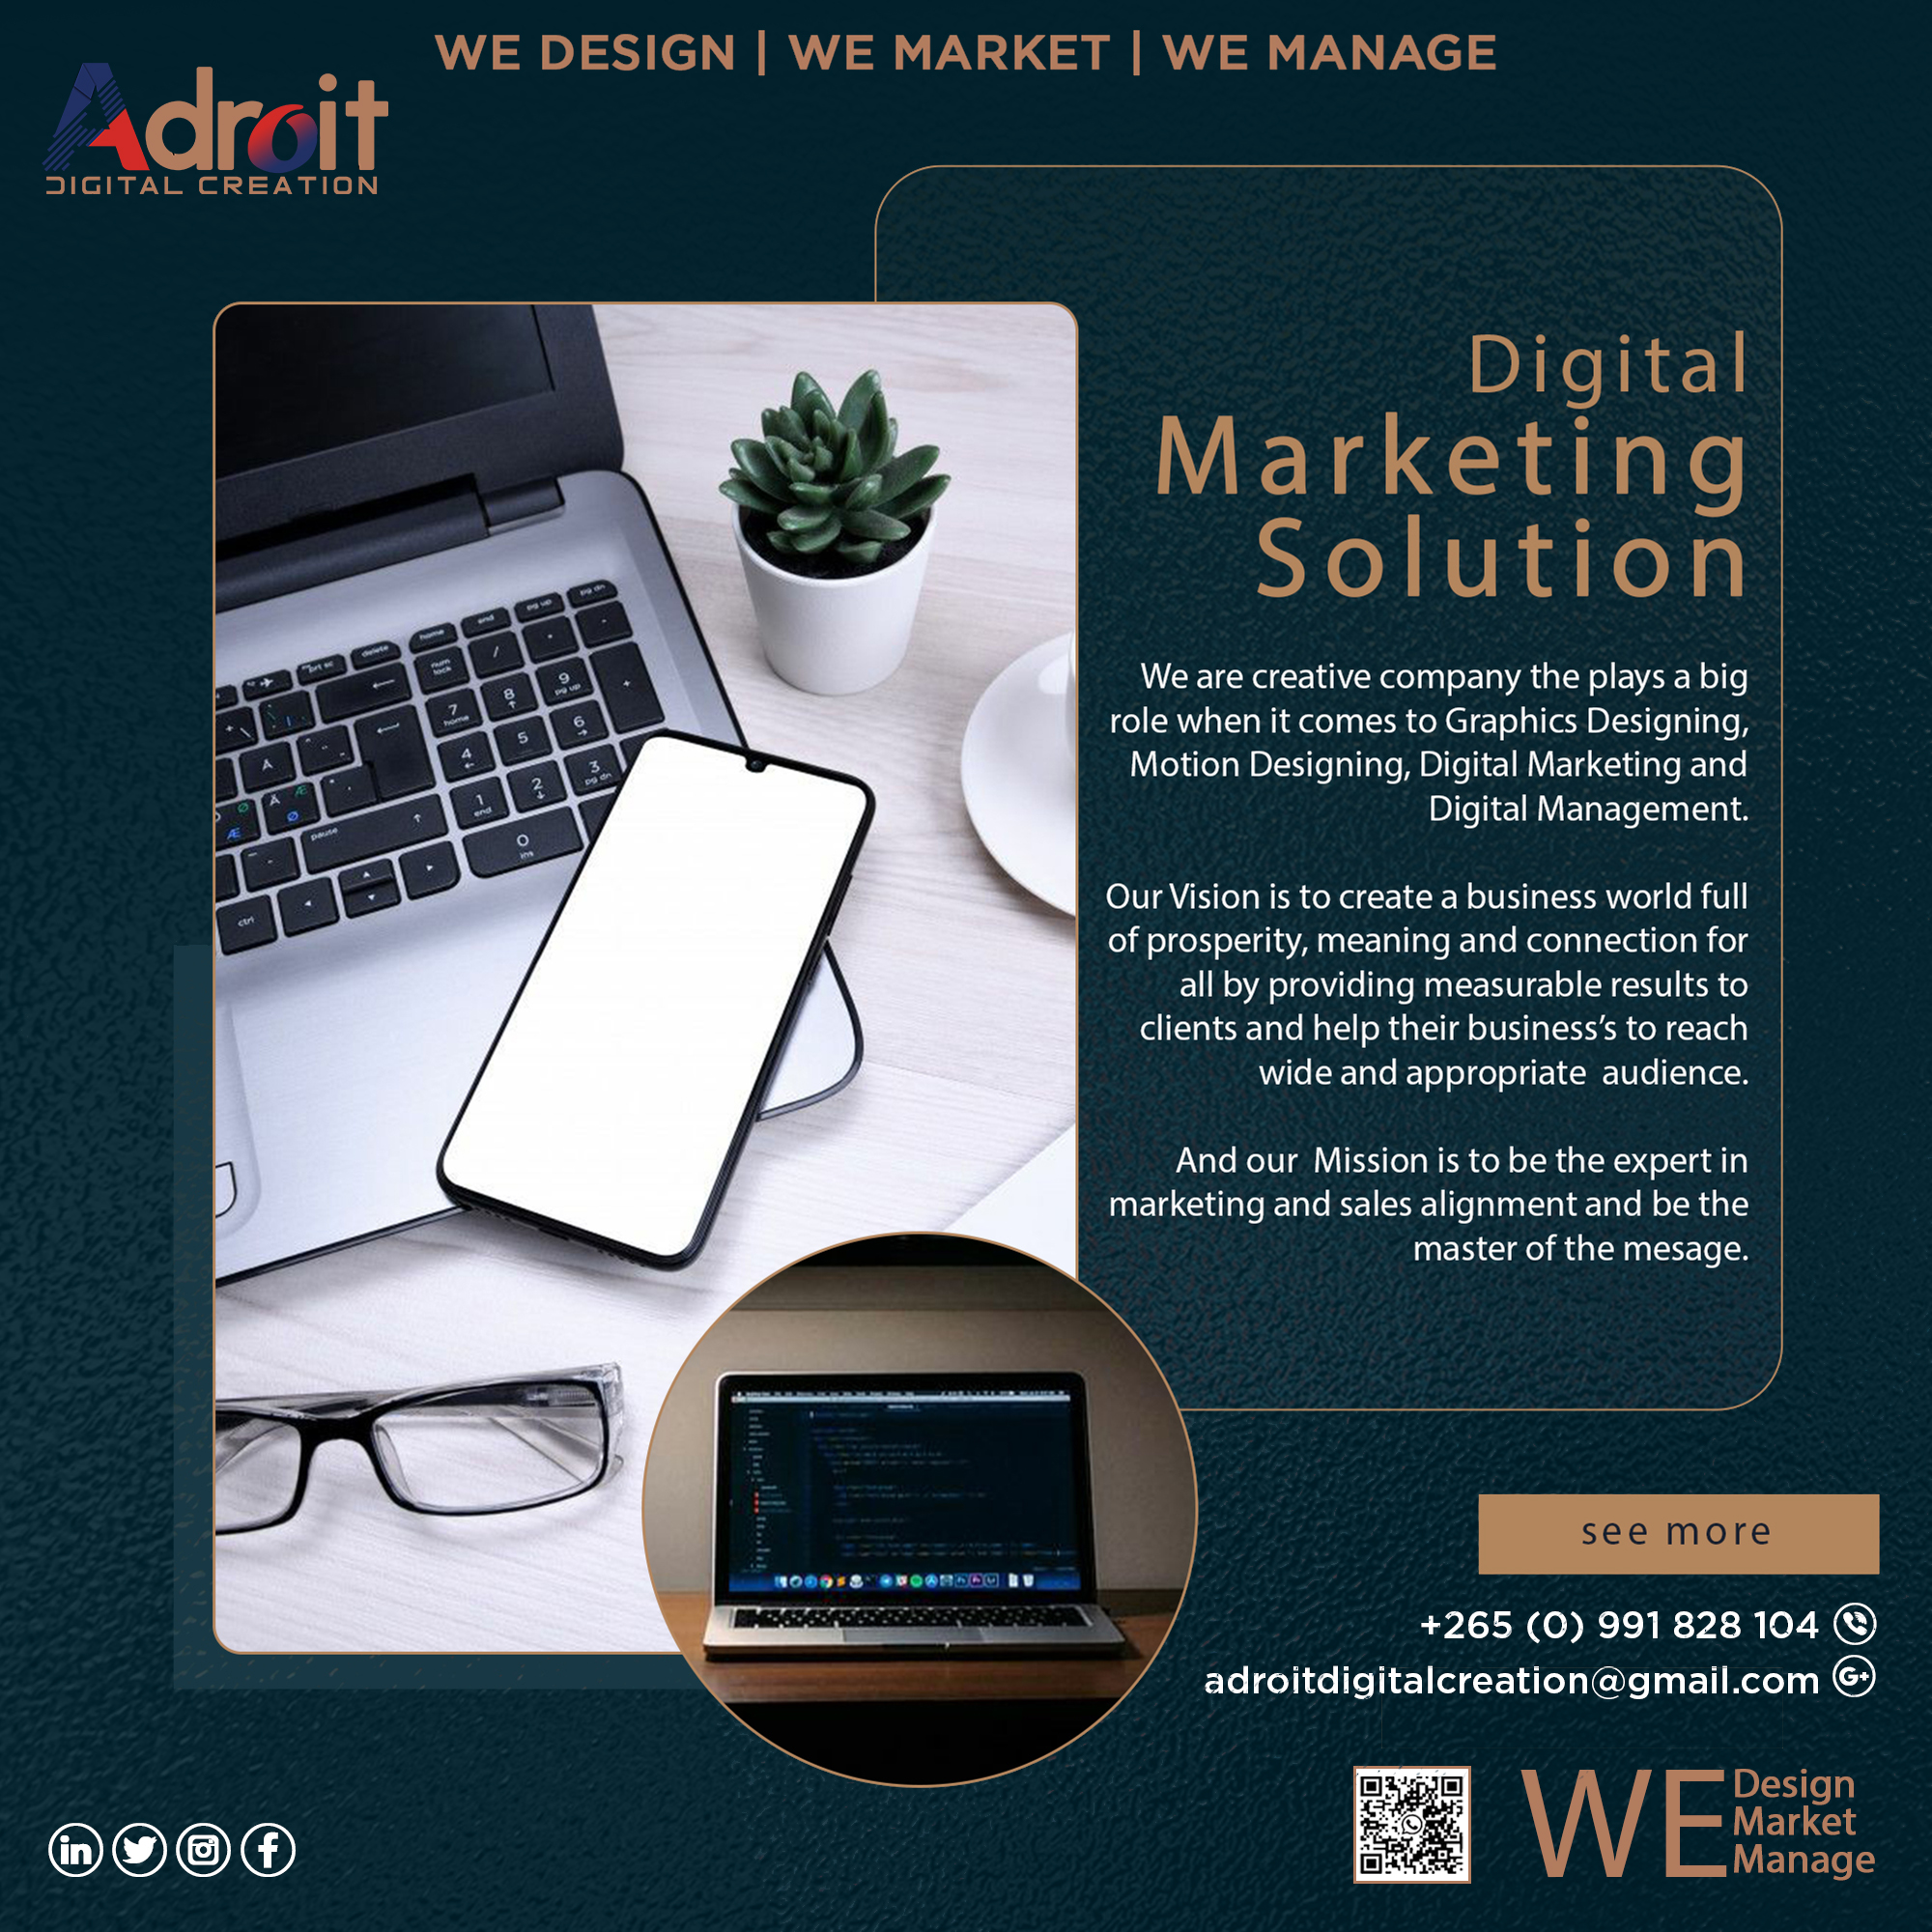 WE DESIGN | WE MARKET | WE MANAGE
Adroit
DIGITAL CREATION
Digital
Marketing
Solution
We are creative company the plays a big
role when it comes to Graphics Designing,
Motion Designing, Digital Marketing and
Digital Management.
Our Vision is to create a business world full
of prosperity, meaning and connection for
all by providing measurable results to
clients and help their business’s to reach
wide and appropriate audience.
And our Mission is to be the expert in
marketing and sales alignment and be the
master of the mesage.
see more
+265 (0) 991 828 104
adroitdigitalcreation@gmail.com
WE
Design
Market
Manage